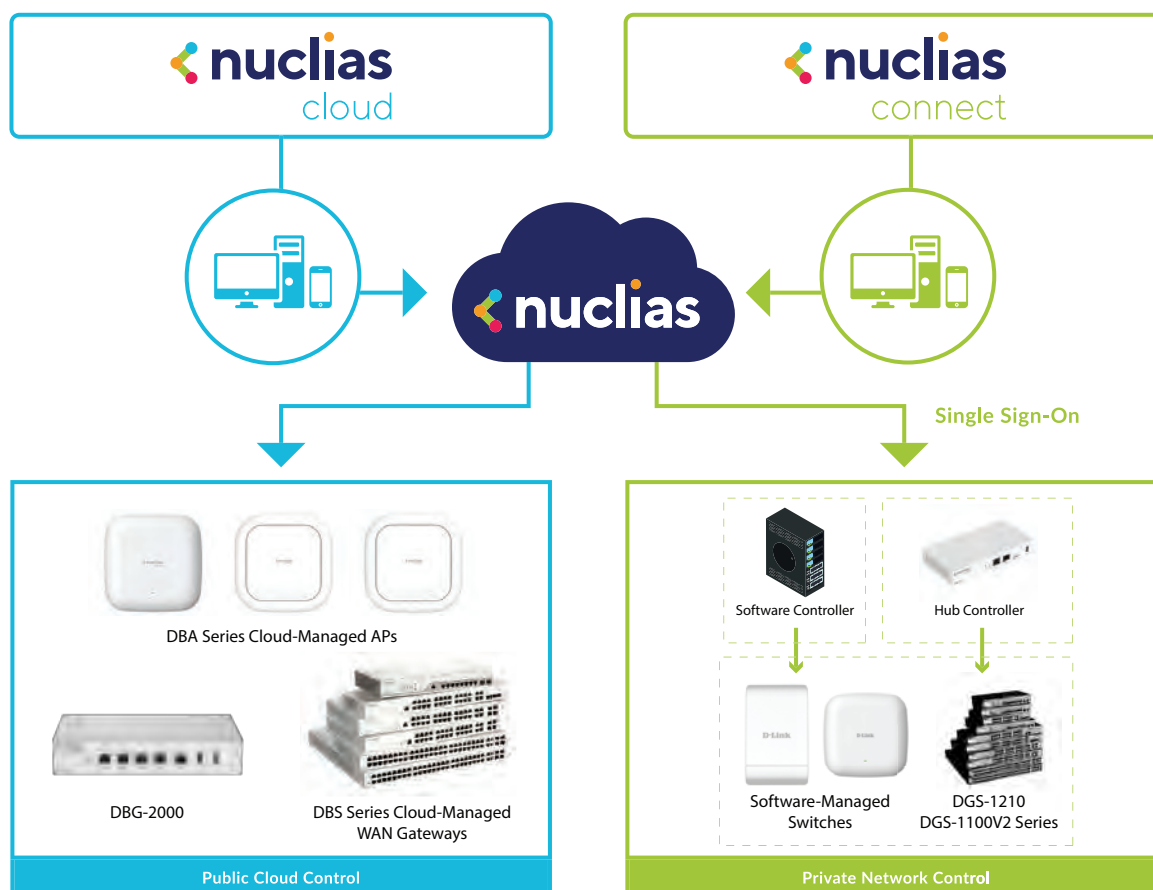 nuclias
cloud
nuclias
connect
nuclias
Single Sign-On
DBA Series Cloud-Managed APs
DBG-2000
DBS Series Cloud-Managed
WAN Gateways
Public Cloud Control
Software Controller
Hub Controller
D-Link
D-Link
Software-Managed
Switches
DGS-1210
DGS-1100V2 Series
Private Network Control